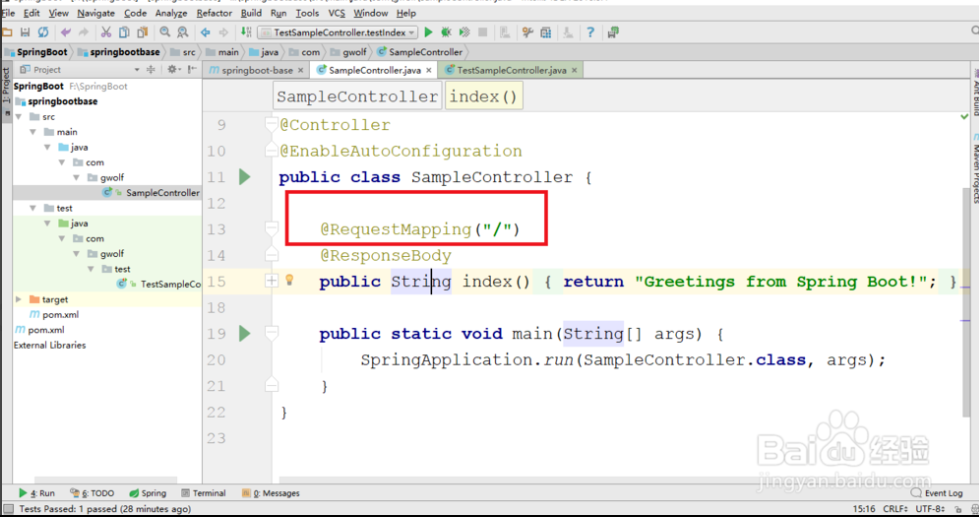 File Edit View Navigate Code Analyze Refactor Build Run Tools VCS Window Help
TestSampleController.testIndex
SpringBoot springbootbase src main java com gwolf SampleController
Project springboot-base × SampleController.java × TestSampleController.java ×
SpringBoot F:\SpringBoot
springbootbase
src
main
java
com
gwolf
SampleController
test
java
com
gwolf
test
TestSampleCo
target
pom.xml
pom.xml
External Libraries
1: Project
Ant Build
Maven Projects
SampleController index()
9 @Controller
10 @EnableAutoConfiguration
11 public class SampleController {
12
13 @RequestMapping("/")
14 @ResponseBody
15 public String index() { return "Greetings from Spring Boot!"; }
18
19 public static void main(String[] args) {
20 SpringApplication.run(SampleController.class, args);
21 }
22 }
23
Baidu 经验
jingyan.baidu.com
4: Run 6: TODO Spring Terminal 0: Messages Event Log
Tests Passed: 1 passed (28 minutes ago) 15:16 CRLF: UTF-8: